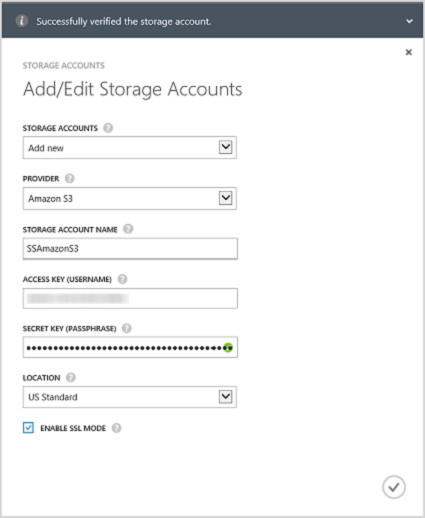 Successfully verified the storage account.
STORAGE ACCOUNTS
Add/Edit Storage Accounts
STORAGE ACCOUNTS
Add new
PROVIDER
Amazon S3
STORAGE ACCOUNT NAME
SSAmazonS3
ACCESS KEY (USERNAME)
SECRET KEY (PASSPHRASE)
LOCATION
US Standard
ENABLE SSL MODE